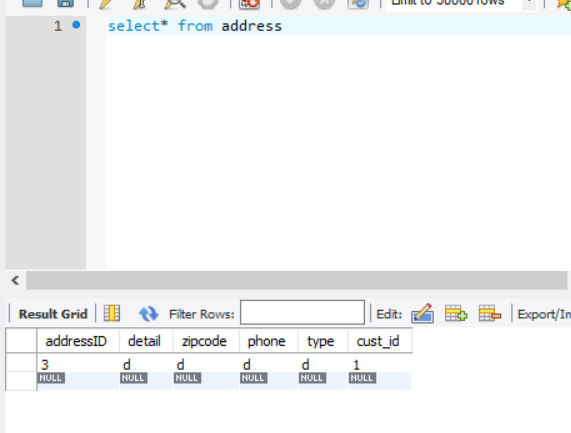 Limit to 50000 rows
1 select* from address
Result Grid Filter Rows: Edit: Export/Im
addressID detail zipcode phone type cust_id
3 d d d d 1
NULL NULL NULL NULL NULL NULL